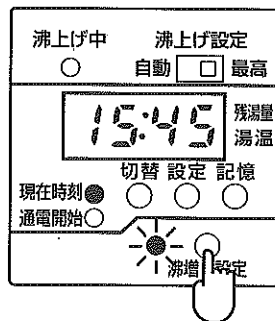 沸上げ中 沸上げ設定
自動 最高
15:45 残湯量
湯温
切替 設定 記憶
現在時刻
通電開始
沸増 設定